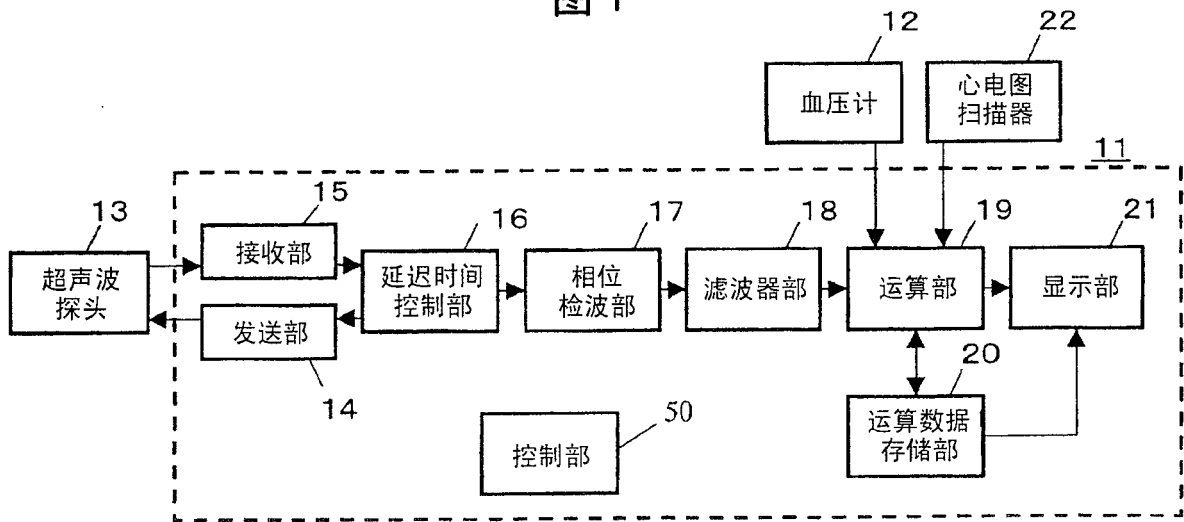 图 1
12
22
血压计
心电图
扫描器
11
13
15
16
17
18
19
21
超声波
探头
接收部
延迟时间
控制部
相位
检波部
滤波器部
运算部
显示部
发送部
14
20
50
控制部
运算数据
存储部